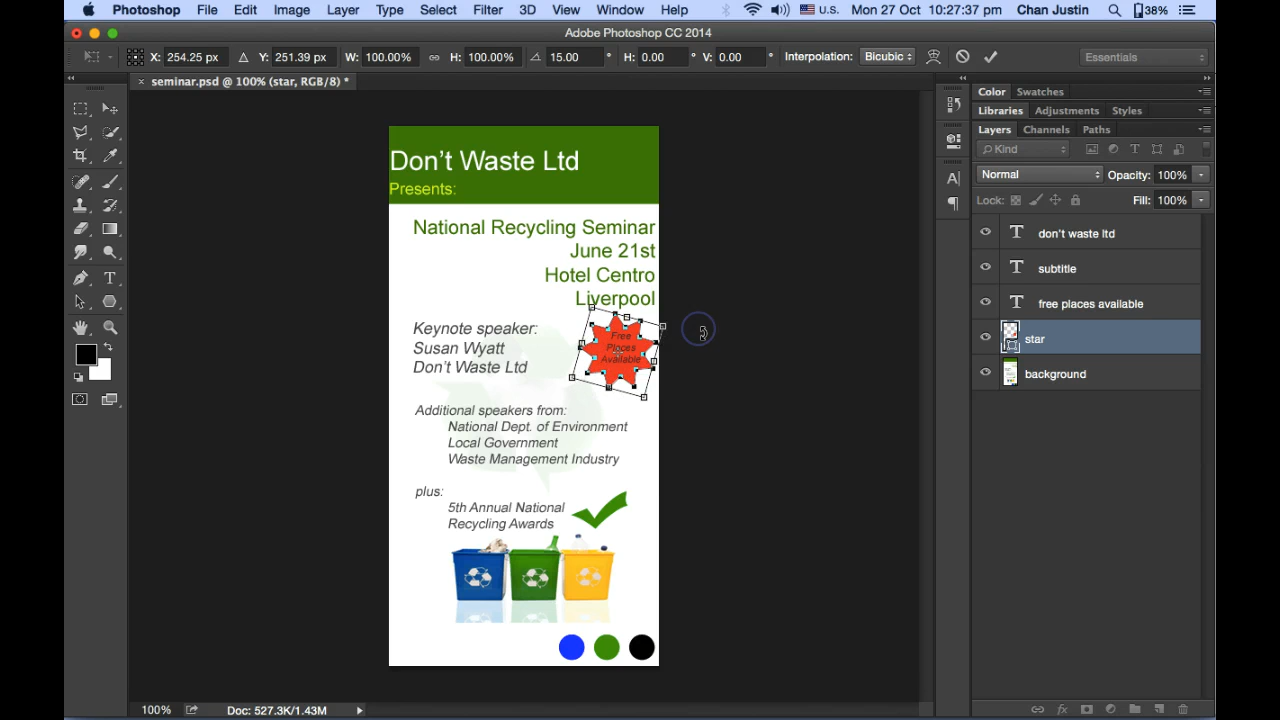 Photoshop File Edit Image Layer Type Select Filter 3D View Window Help U.S. Mon 27 Oct 10:27:37 pm Chan Justin 38%
Adobe Photoshop CC 2014
X: 254.25 px Y: 251.39 px W: 100.00% H: 100.00% 15.00 ° H: 0.00 ° V: 0.00 ° Interpolation: Bicubic Essentials
× seminar.psd @ 100% (star, RGB/8) *
Color Swatches
Libraries Adjustments Styles
Layers Channels Paths
Kind
Normal Opacity: 100%
Lock: Fill: 100%
don't waste ltd
subtitle
free places available
star
background
Don't Waste Ltd
Presents:
National Recycling Seminar
June 21st
Hotel Centro
Liverpool
Keynote speaker:
Susan Wyatt
Don't Waste Ltd
Free
Places
Available
Additional speakers from:
National Dept. of Environment
Local Government
Waste Management Industry
plus:
5th Annual National
Recycling Awards
100% Doc: 527.3K/1.43M